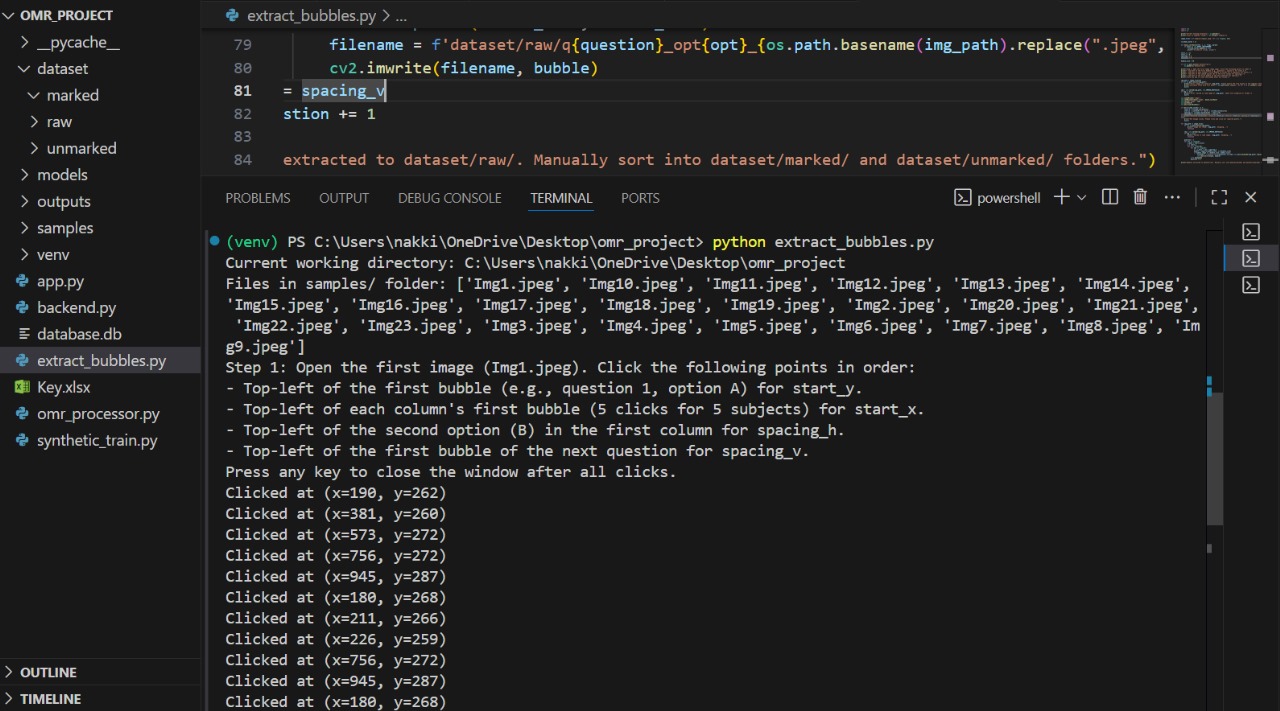 OMR_PROJECT
__pycache__
dataset
marked
raw
unmarked
models
outputs
samples
venv
app.py
backend.py
database.db
extract_bubbles.py
Key.xlsx
omr_processor.py
synthetic_train.py
OUTLINE
TIMELINE
extract_bubbles.py > ...
79 filename = f'dataset/raw/q{question}_opt{opt}_{os.path.basename(img_path).replace(".jpeg",
80 cv2.imwrite(filename, bubble)
81 = spacing_v
82 stion += 1
83
84 extracted to dataset/raw/. Manually sort into dataset/marked/ and dataset/unmarked/ folders.")
PROBLEMS OUTPUT DEBUG CONSOLE TERMINAL PORTS powershell
(venv) PS C:\Users\nakki\OneDrive\Desktop\omr_project> python extract_bubbles.py
Current working directory: C:\Users\nakki\OneDrive\Desktop\omr_project
Files in samples/ folder: ['Img1.jpeg', 'Img10.jpeg', 'Img11.jpeg', 'Img12.jpeg', 'Img13.jpeg', 'Img14.jpeg',
'Img15.jpeg', 'Img16.jpeg', 'Img17.jpeg', 'Img18.jpeg', 'Img19.jpeg', 'Img2.jpeg', 'Img20.jpeg', 'Img21.jpeg',
'Img22.jpeg', 'Img23.jpeg', 'Img3.jpeg', 'Img4.jpeg', 'Img5.jpeg', 'Img6.jpeg', 'Img7.jpeg', 'Img8.jpeg', 'Im
g9.jpeg']
Step 1: Open the first image (Img1.jpeg). Click the following points in order:
- Top-left of the first bubble (e.g., question 1, option A) for start_y.
- Top-left of each column's first bubble (5 clicks for 5 subjects) for start_x.
- Top-left of the second option (B) in the first column for spacing_h.
- Top-left of the first bubble of the next question for spacing_v.
Press any key to close the window after all clicks.
Clicked at (x=190, y=262)
Clicked at (x=381, y=260)
Clicked at (x=573, y=272)
Clicked at (x=756, y=272)
Clicked at (x=945, y=287)
Clicked at (x=180, y=268)
Clicked at (x=211, y=266)
Clicked at (x=226, y=259)
Clicked at (x=756, y=272)
Clicked at (x=945, y=287)
Clicked at (x=180, y=268)